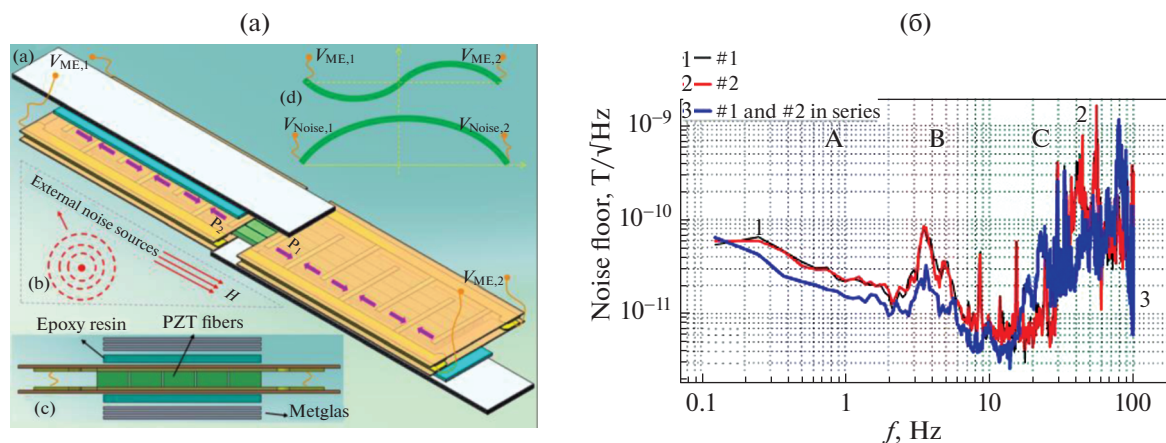 (a)
(б)
(a)
V_ME,1
V_ME,1
V_ME,2
(d)
V_Noise,1
V_Noise,2
External noise sources
P_2
P_1
(b)
H
V_ME,2
Epoxy resin
PZT fibers
(c)
Metglas
1 #1
2 #2
3 #1 and #2 in series
Noise floor, T/√Hz
10^-9
10^-10
10^-11
A
B
C
1
2
3
0.1
1
10
100
f, Hz